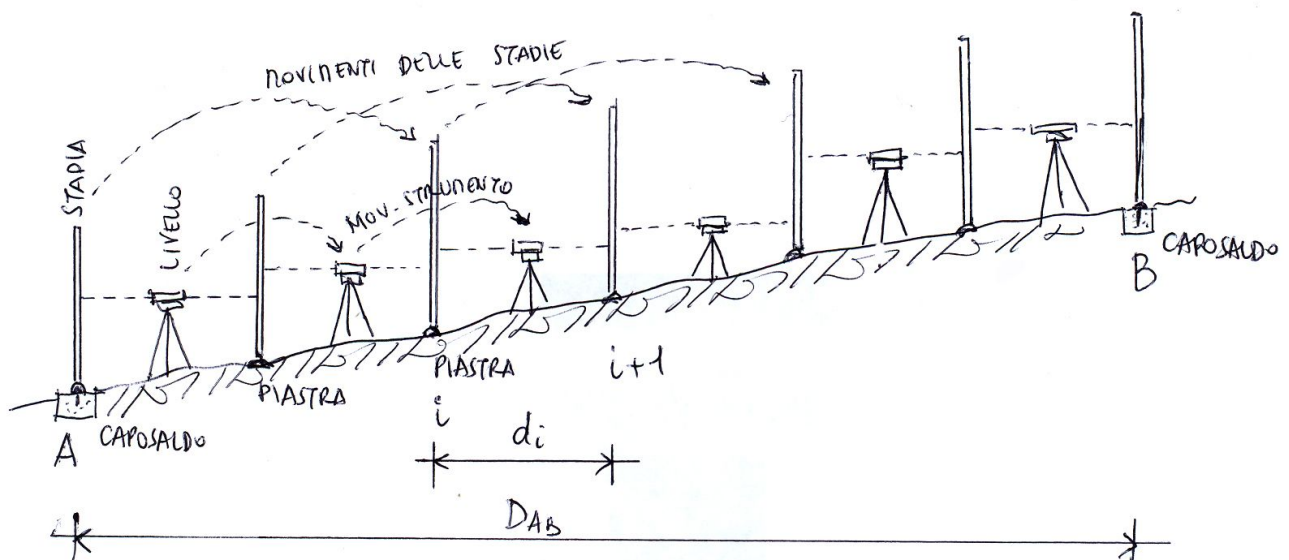 MOVIMENTI DELLE STADIE
STADIA
LIVELLO
MOV. STRUMENTO
CAPOSALDO
B
PIASTRA
PIASTRA
i+1
i
A
CAPOSALDO
di
DAB